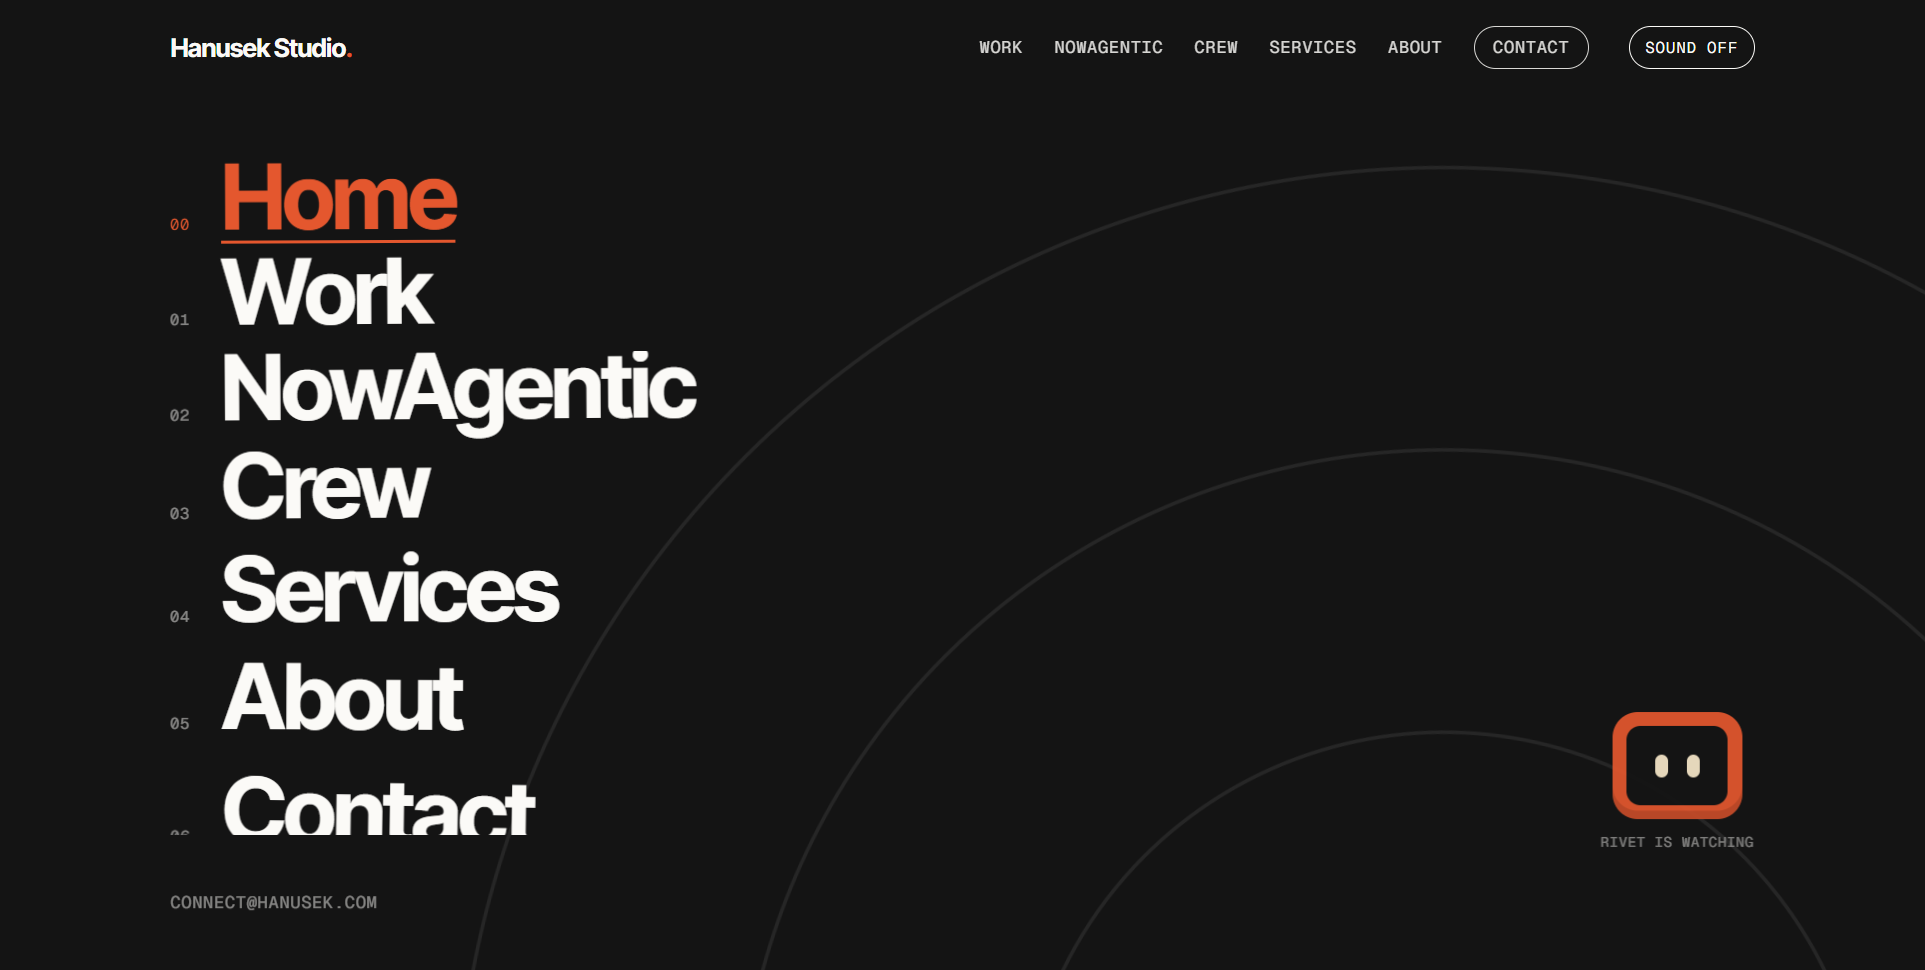 Hanusek Studio.
WORK NOWAGENTIC CREW SERVICES ABOUT CONTACT SOUND OFF
00 Home
01 Work
02 NowAgentic
03 Crew
04 Services
05 About
06 Contact
RIVET IS WATCHING
CONNECT@HANUSEK.COM